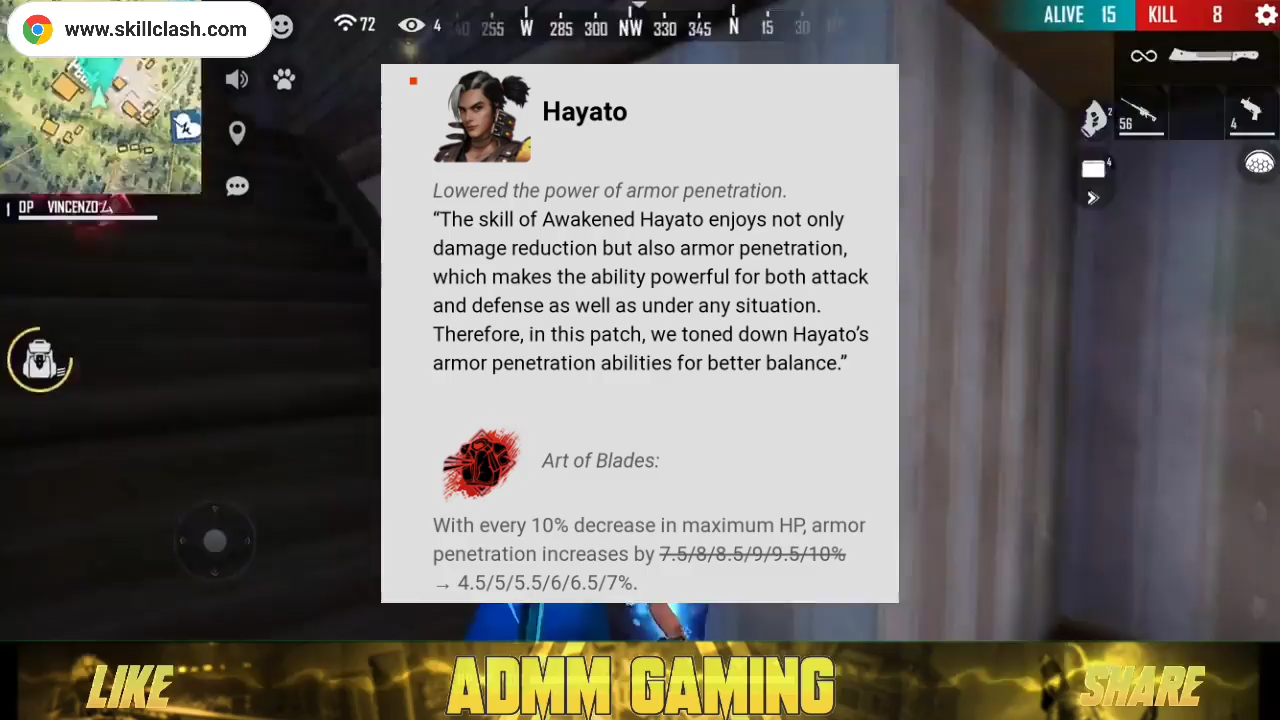 www.skillclash.com
72
4
240 255 W 285 300 NW 330 345 N 15 30
ALIVE 15 KILL 8
1 OP VINCENZO
2
56
4
4
Hayato
Lowered the power of armor penetration.
“The skill of Awakened Hayato enjoys not only
damage reduction but also armor penetration,
which makes the ability powerful for both attack
and defense as well as under any situation.
Therefore, in this patch, we toned down Hayato’s
armor penetration abilities for better balance.”
Art of Blades:
With every 10% decrease in maximum HP, armor
penetration increases by 7.5/8/8.5/9/9.5/10%
→ 4.5/5/5.5/6/6.5/7%.
LIKE ADMM GAMING SHARE